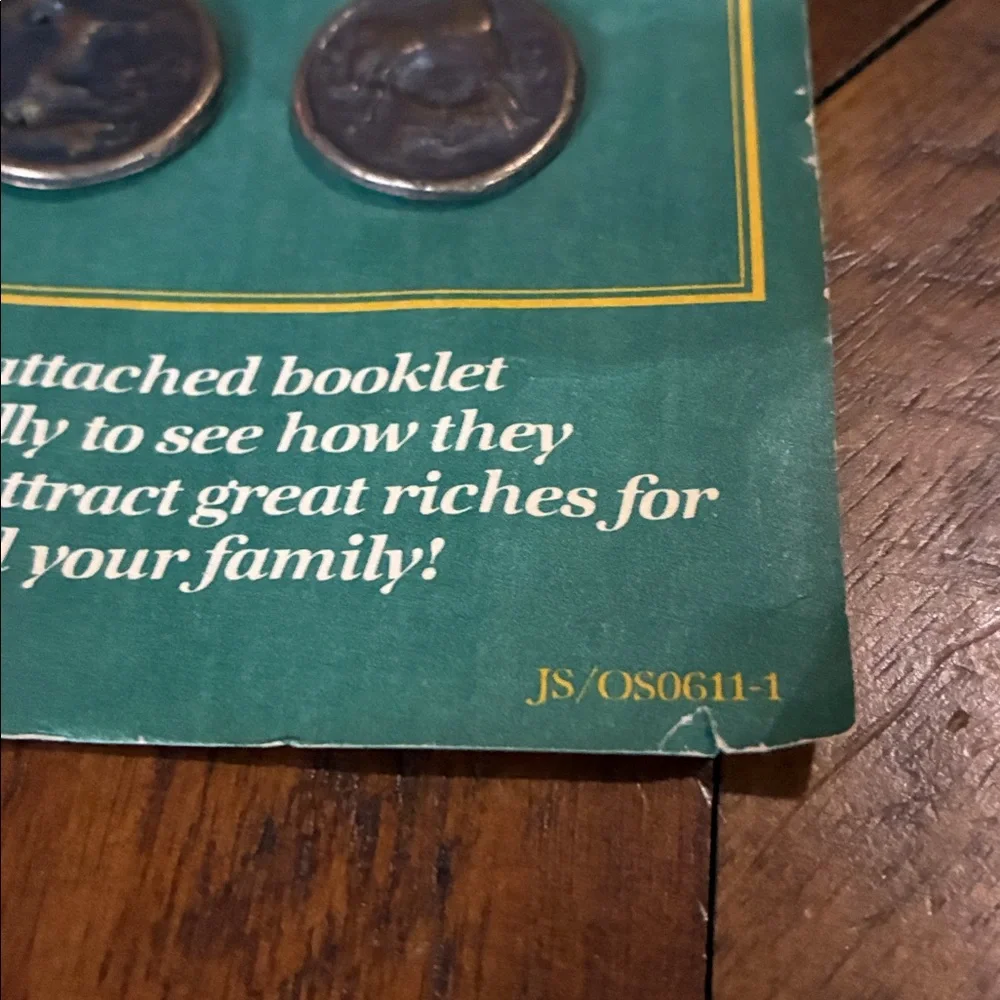 attached booklet
lly to see how they
ttract great riches for
your family!
JS/OS0611-1